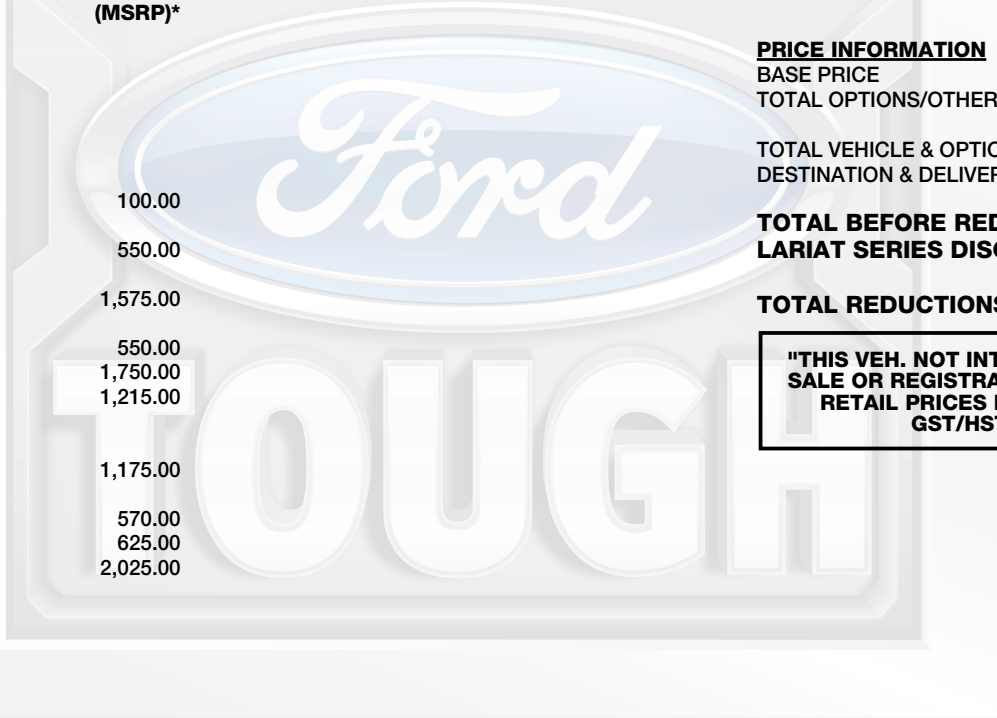 (MSRP)*
100.00
550.00
1,575.00
550.00
1,750.00
1,215.00
1,175.00
570.00
625.00
2,025.00
PRICE INFORMATION
BASE PRICE
TOTAL OPTIONS/OTHER
TOTAL VEHICLE & OPTIO
DESTINATION & DELIVER
TOTAL BEFORE RED
LARIAT SERIES DISC
TOTAL REDUCTIONS
"THIS VEH. NOT INT
SALE OR REGISTRA
RETAIL PRICES I
GST/HST
Ford
TOUGH